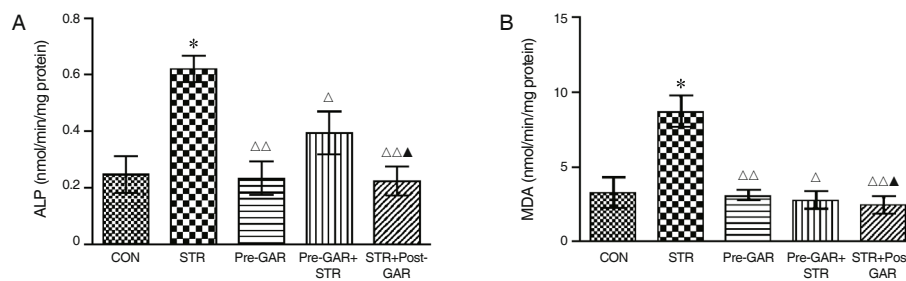 A
ALP (nmol/min/mg protein)
0.8
0.6
0.4
0.2
0
*
△△
△
△△▲
CON
STR
Pre-GAR
Pre-GAR+
STR
STR+Post-
GAR
B
MDA (nmol/min/mg protein)
15
10
5
0
*
△△
△
△△▲
CON
STR
Pre-GAR
Pre-GAR+
STR
STR+Post-
GAR